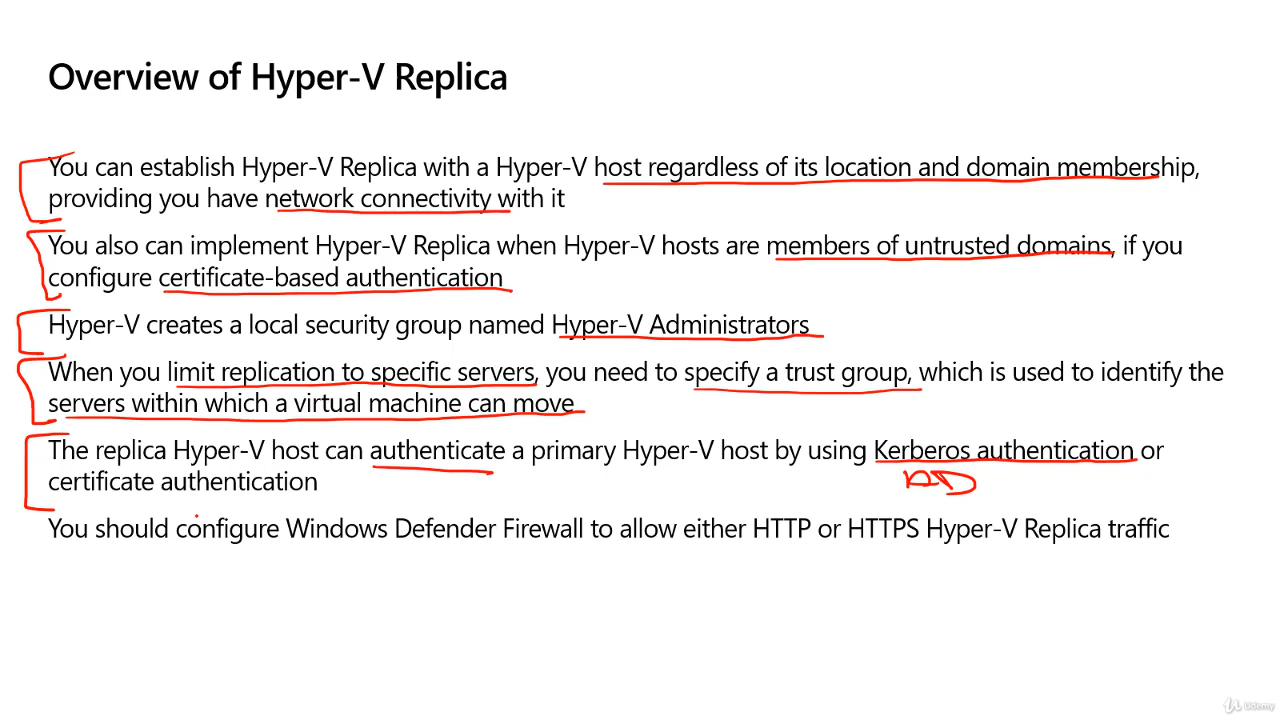 Overview of Hyper-V Replica
You can establish Hyper-V Replica with a Hyper-V host regardless of its location and domain membership,
providing you have network connectivity with it
You also can implement Hyper-V Replica when Hyper-V hosts are members of untrusted domains, if you
configure certificate-based authentication
Hyper-V creates a local security group named Hyper-V Administrators
When you limit replication to specific servers, you need to specify a trust group, which is used to identify the
servers within which a virtual machine can move
The replica Hyper-V host can authenticate a primary Hyper-V host by using Kerberos authentication or
AD
certificate authentication
You should configure Windows Defender Firewall to allow either HTTP or HTTPS Hyper-V Replica traffic
Udemy